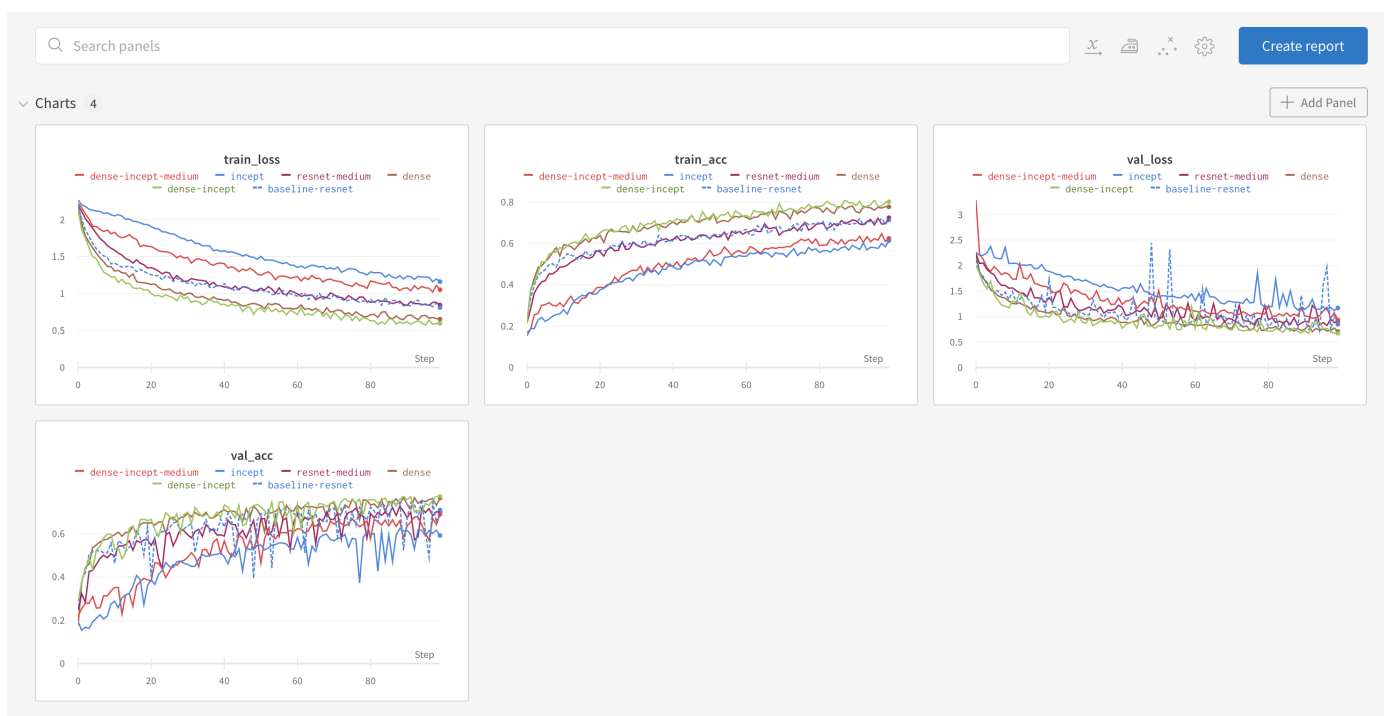 Search panels
Create report
Charts 4
Add Panel
train_loss
dense-incept-medium incept resnet-medium dense
dense-incept baseline-resnet
2
1.5
1
0.5
0
Step
0 20 40 60 80
train_acc
dense-incept-medium incept resnet-medium dense
dense-incept baseline-resnet
0.8
0.6
0.4
0.2
0
Step
0 20 40 60 80
val_loss
dense-incept-medium incept resnet-medium dense
dense-incept baseline-resnet
3
2.5
2
1.5
1
0.5
0
Step
0 20 40 60 80
val_acc
dense-incept-medium incept resnet-medium dense
dense-incept baseline-resnet
0.6
0.4
0.2
0
Step
0 20 40 60 80